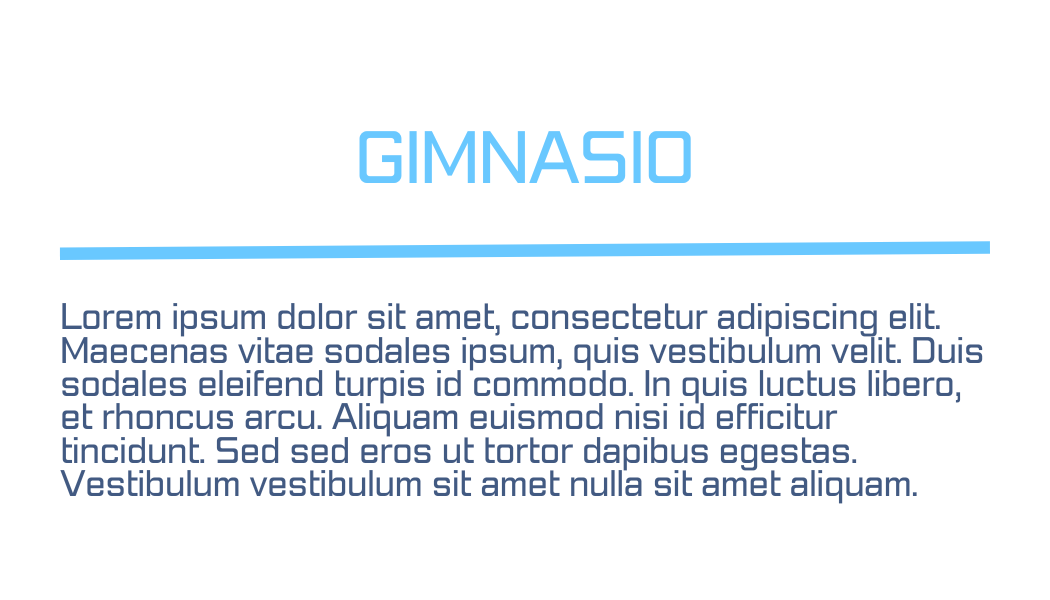 GIMNASIO
Lorem ipsum dolor sit amet, consectetur adipiscing elit.
Maecenas vitae sodales ipsum, quis vestibulum velit. Duis
sodales eleifend turpis id commodo. In quis luctus libero,
et rhoncus arcu. Aliquam euismod nisi id efficitur
tincidunt. Sed sed eros ut tortor dapibus egestas.
Vestibulum vestibulum sit amet nulla sit amet aliquam.